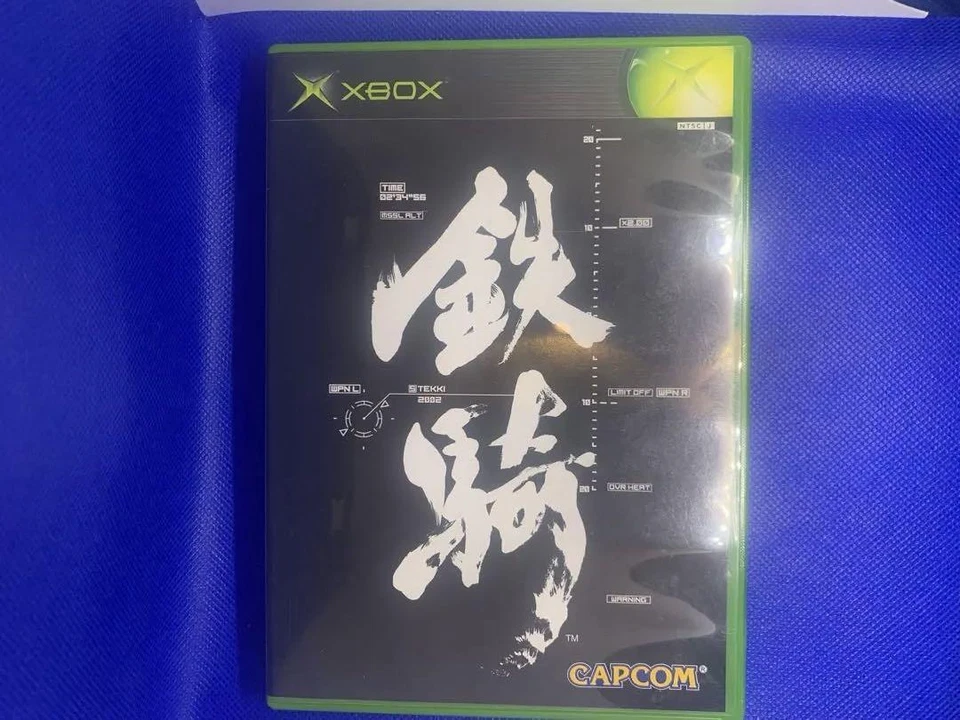 XBOX
NTSC J
20
TIME
02"34"56
MSSL ALT
10
x2.00
鉄騎
WPN L
TEKKI
2002
LIMIT OFF WPN R
10
20
OVR HEAT
WARNING
TM
CAPCOM®